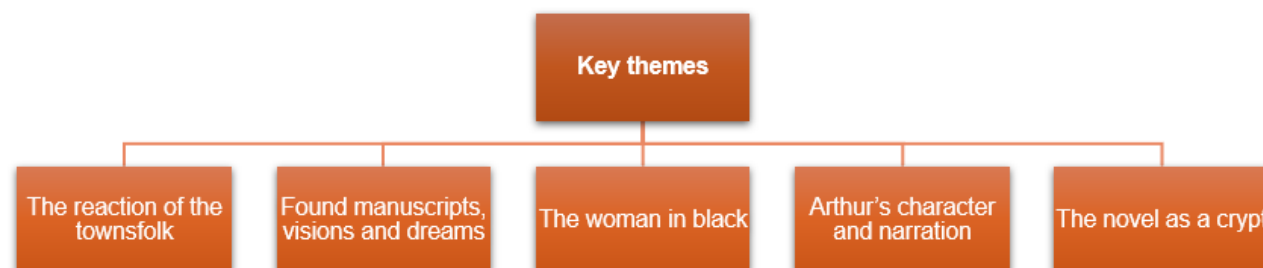 Key themes
The reaction of the
townsfolk
Found manuscripts,
visions and dreams
The woman in black
Arthur's character
and narration
The novel as a crypt